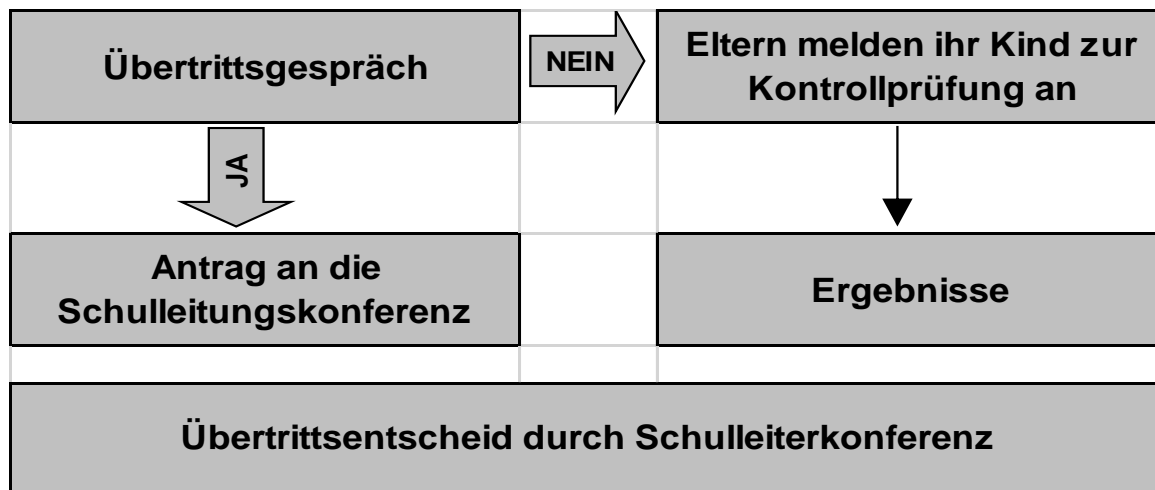 Übertrittsgespräch
NEIN
Eltern melden ihr Kind zur
Kontrollprüfung an
JA
Antrag an die
Schulleitungskonferenz
Ergebnisse
Übertrittsentscheid durch Schulleiterkonferenz